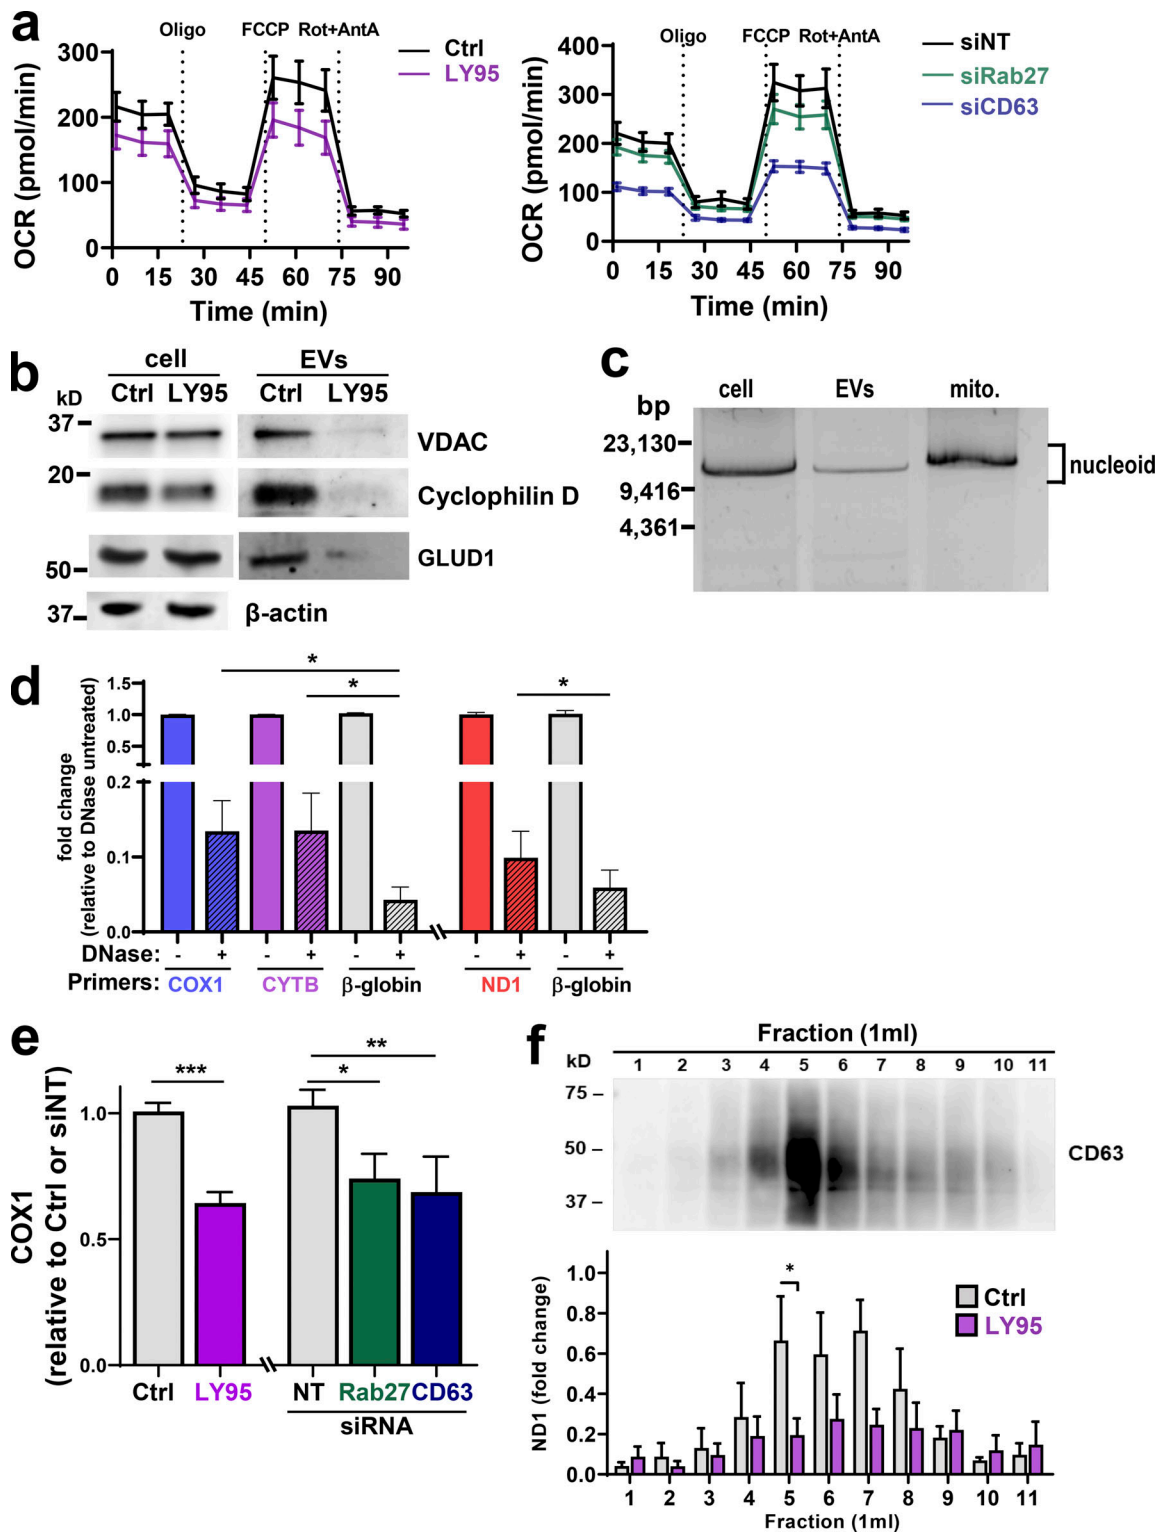 a
Oligo
FCCP
Rot+AntA
Ctrl
LY95
OCR (pmol/min)
300
200
100
0
0
15
30
45
60
75
90
Time (min)
Oligo
FCCP
Rot+AntA
siNT
siRab27
siCD63
OCR (pmol/min)
400
300
200
100
0
0
15
30
45
60
75
90
Time (min)
b
cell
EVs
kD
Ctrl
LY95
Ctrl
LY95
37
VDAC
20
Cyclophilin D
50
GLUD1
37
β-actin
c
cell
EVs
mito.
bp
23,130
9,416
4,361
nucleoid
d
fold change
(relative to DNase untreated)
1.5
1.0
0.5
0.2
0.1
0.0
*
*
*
DNase:
-
+
-
+
-
+
-
+
-
+
Primers:
COX1
CYTB
β-globin
ND1
β-globin
e
COX1
(relative to Ctrl or siNT)
1.0
0.5
0.0
***
*
**
Ctrl
LY95
NT
Rab27
CD63
siRNA
f
Fraction (1ml)
kD
1
2
3
4
5
6
7
8
9
10
11
75
50
37
CD63
ND1 (fold change)
1.0
0.8
0.6
0.4
0.2
0.0
*
Ctrl
LY95
1
2
3
4
5
6
7
8
9
10
11
Fraction (1ml)